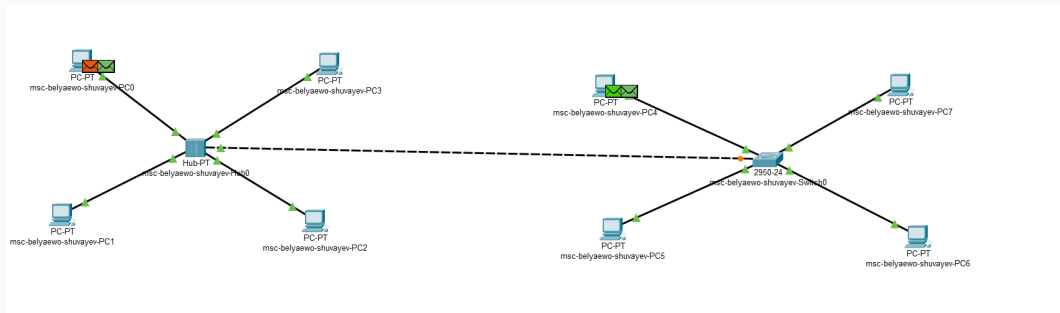 PC-PT
msc-belyaewo-shuvayev-PC0
PC-PT
msc-belyaewo-shuvayev-PC3
Hub-PT
msc-belyaewo-shuvayev-Hub0
PC-PT
msc-belyaewo-shuvayev-PC1
PC-PT
msc-belyaewo-shuvayev-PC2
PC-PT
msc-belyaewo-shuvayev-PC4
PC-PT
msc-belyaewo-shuvayev-PC7
2950-24
msc-belyaewo-shuvayev-Switch0
PC-PT
msc-belyaewo-shuvayev-PC5
PC-PT
msc-belyaewo-shuvayev-PC6